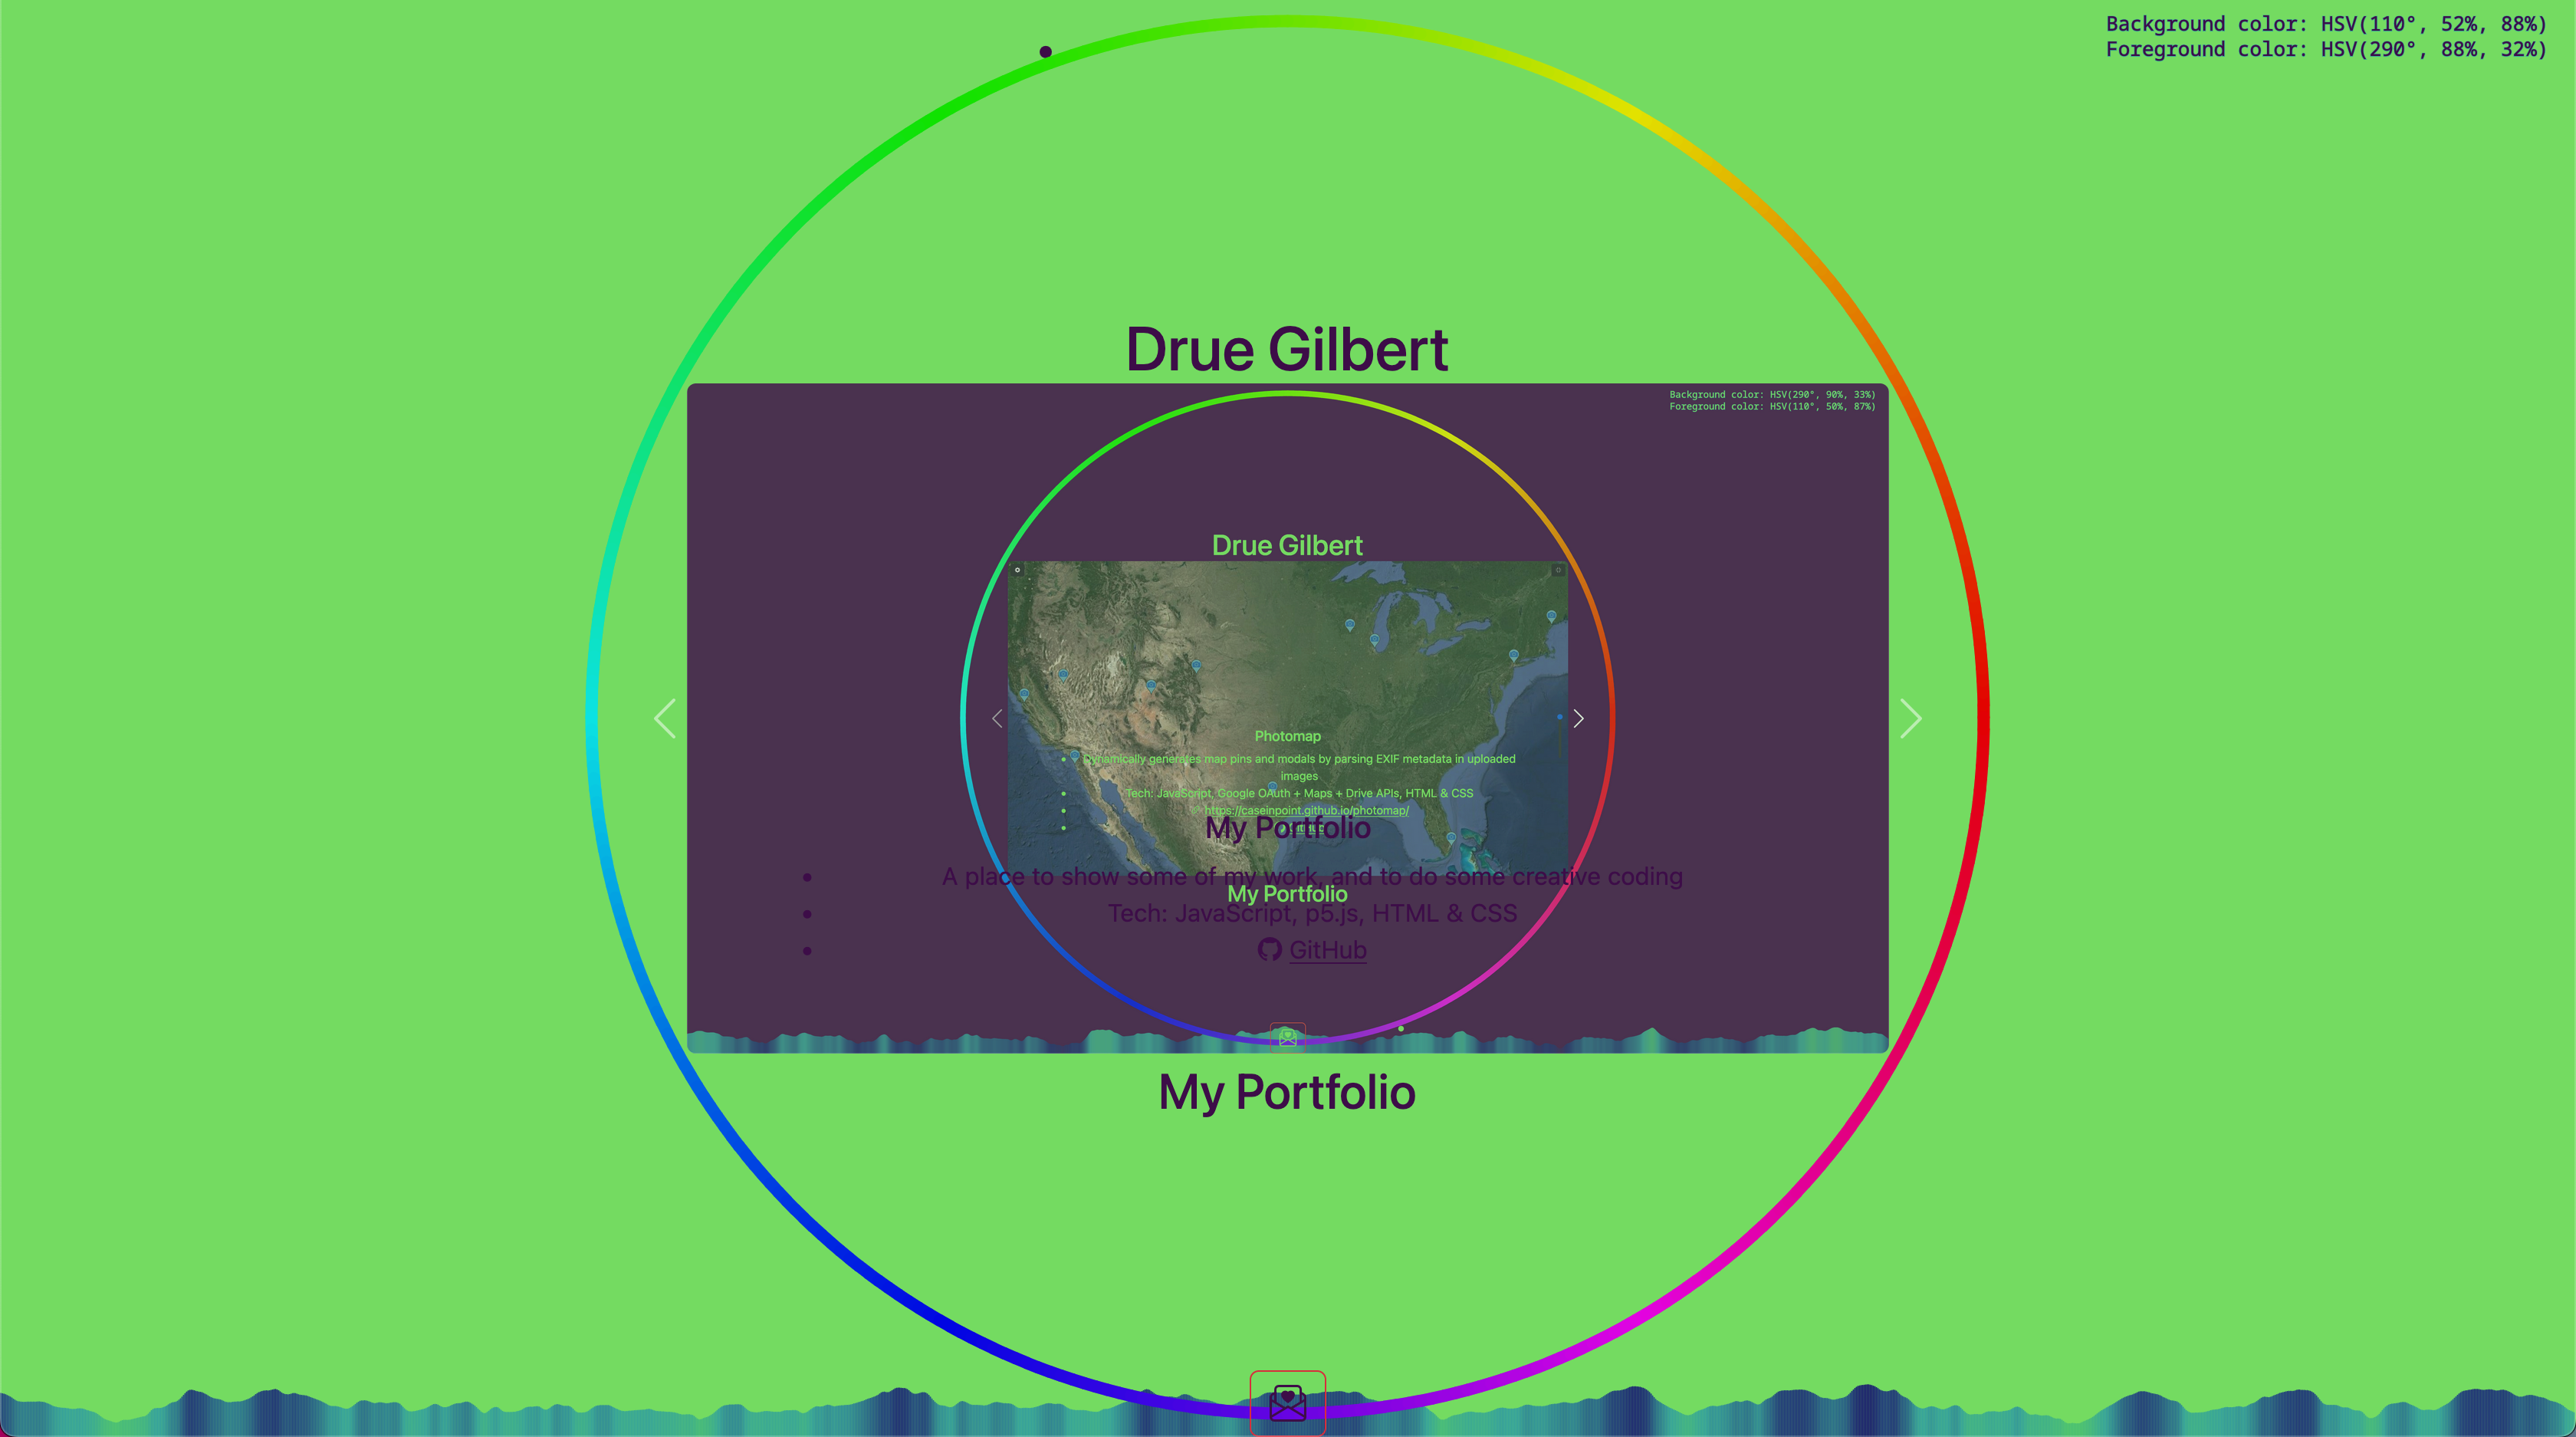 Background color: HSV(110°, 52%, 88%)
Foreground color: HSV(290°, 88%, 32%)
Drue Gilbert
Background color: HSV(290°, 90%, 33%)
Foreground color: HSV(110°, 50%, 87%)
Drue Gilbert
Photomap
Dynamically generates map pins and modals by parsing EXIF metadata in uploaded
images
Tech: JavaScript, Google OAuth + Maps + Drive APIs, HTML & CSS
https://caseinpoint.github.io/photomap/
GitHub
My Portfolio
A place to show some of my work, and to do some creative coding
My Portfolio
Tech: JavaScript, p5.js, HTML & CSS
GitHub
My Portfolio